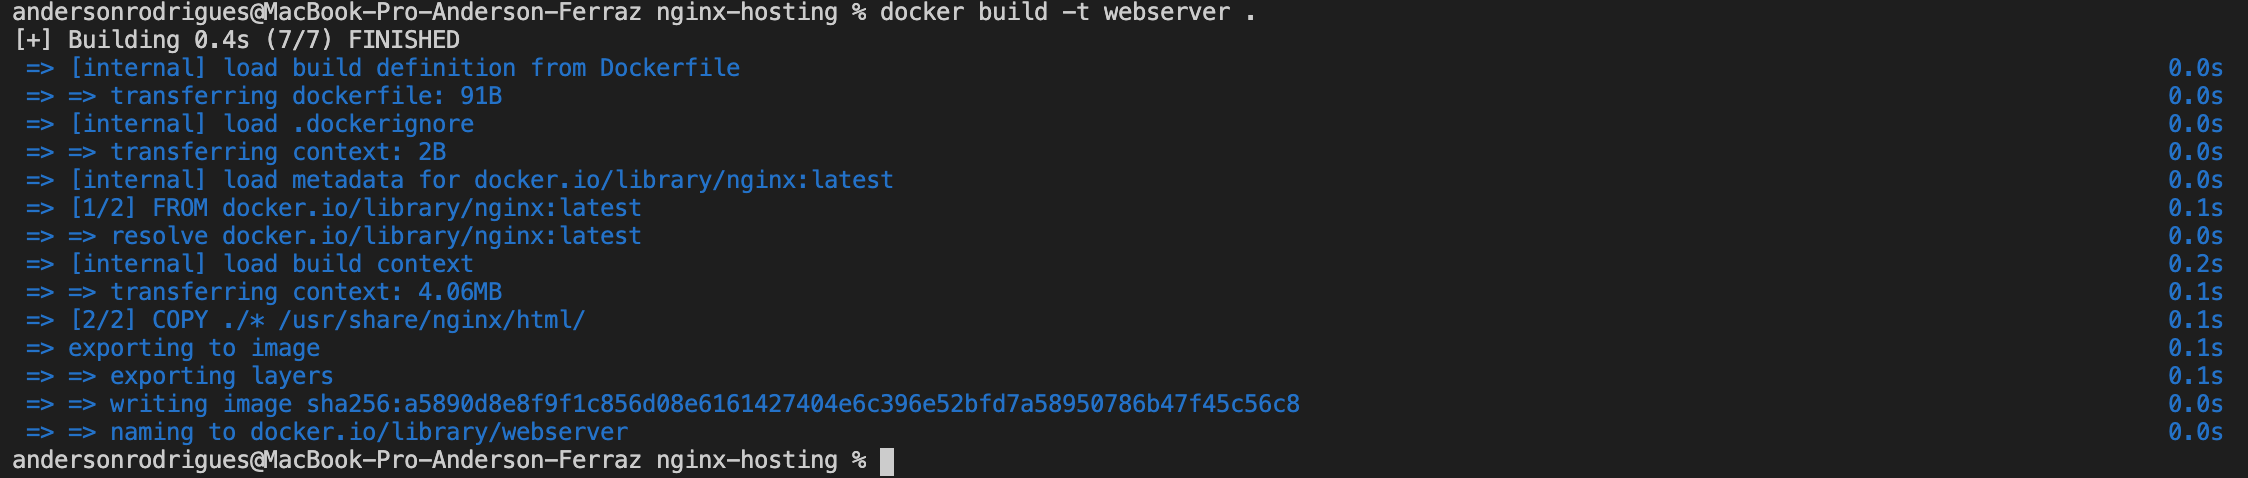 andersonrodrigues@MacBook-Pro-Anderson-Ferraz nginx-hosting % docker build -t webserver .
[+] Building 0.4s (7/7) FINISHED
=> [internal] load build definition from Dockerfile 0.0s
=> => transferring dockerfile: 91B 0.0s
=> [internal] load .dockerignore 0.0s
=> => transferring context: 2B 0.0s
=> [internal] load metadata for docker.io/library/nginx:latest 0.0s
=> [1/2] FROM docker.io/library/nginx:latest 0.1s
=> => resolve docker.io/library/nginx:latest 0.0s
=> [internal] load build context 0.2s
=> => transferring context: 4.06MB 0.1s
=> [2/2] COPY ./* /usr/share/nginx/html/ 0.1s
=> exporting to image 0.1s
=> => exporting layers 0.1s
=> => writing image sha256:a5890d8e8f9f1c856d08e6161427404e6c396e52bfd7a58950786b47f45c56c8 0.0s
=> => naming to docker.io/library/webserver 0.0s
andersonrodrigues@MacBook-Pro-Anderson-Ferraz nginx-hosting %